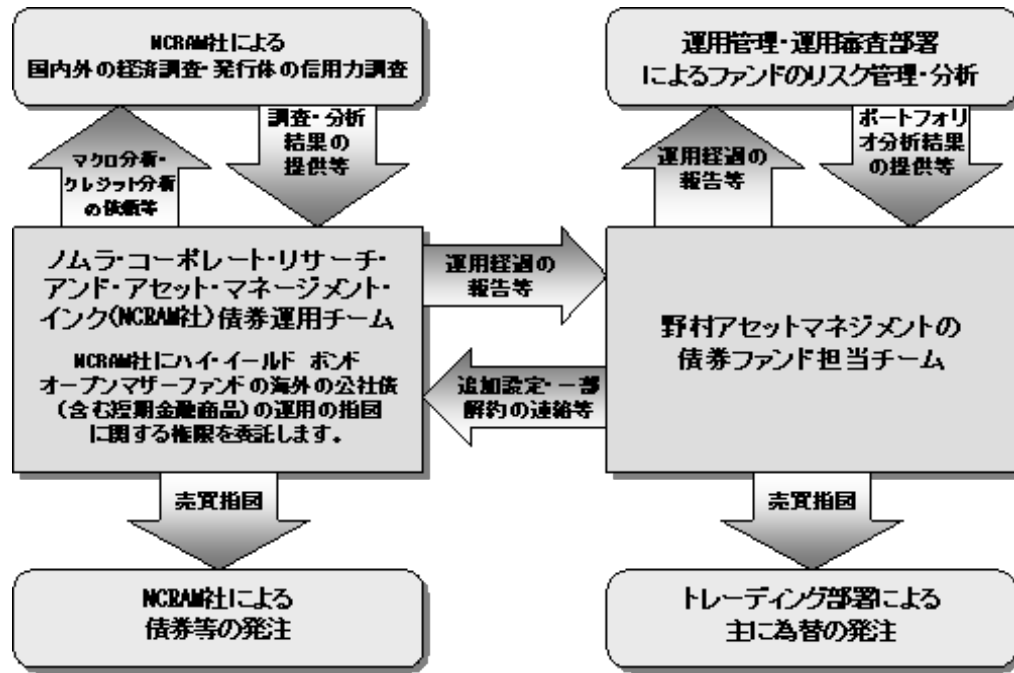 NCRAM社による
国内外の経済調査・発行体の信用力調査
運用管理・運用審査部署
によるファンドのリスク管理・分析
マクロ分析・
クレジット分析
の依頼等
調査・分析
結果の
提供等
運用経過の
報告等
ポートフォリ
オ分析結果
の提供等
ノムラ・コーポレート・リサーチ・
アンド・アセット・マネージメント・
インク(NCRAM社)債券運用チーム
NCRAM社にハイ・イールド ボンド
オープンマザーファンドの海外の公社債
(含む短期金融商品)の運用の指図
に関する権限を委託します。
運用経過の
報告等
追加設定・一部
解約の連絡等
野村アセットマネジメントの
債券ファンド担当チーム
売買指図
売買指図
NCRAM社による
債券等の発注
トレーディング部署による
主に為替の発注